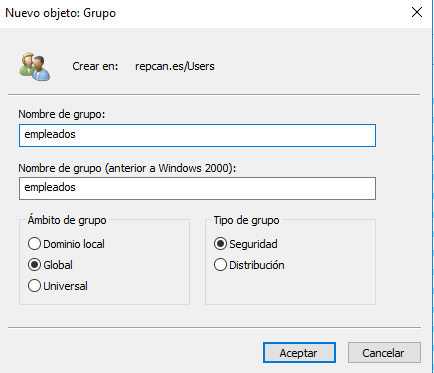 Nuevo objeto: Grupo
Crear en: repcan.es/Users
Nombre de grupo:
empleados
Nombre de grupo (anterior a Windows 2000):
empleados
Ámbito de grupo
Dominio local
Global
Universal
Tipo de grupo
Seguridad
Distribución
Aceptar
Cancelar